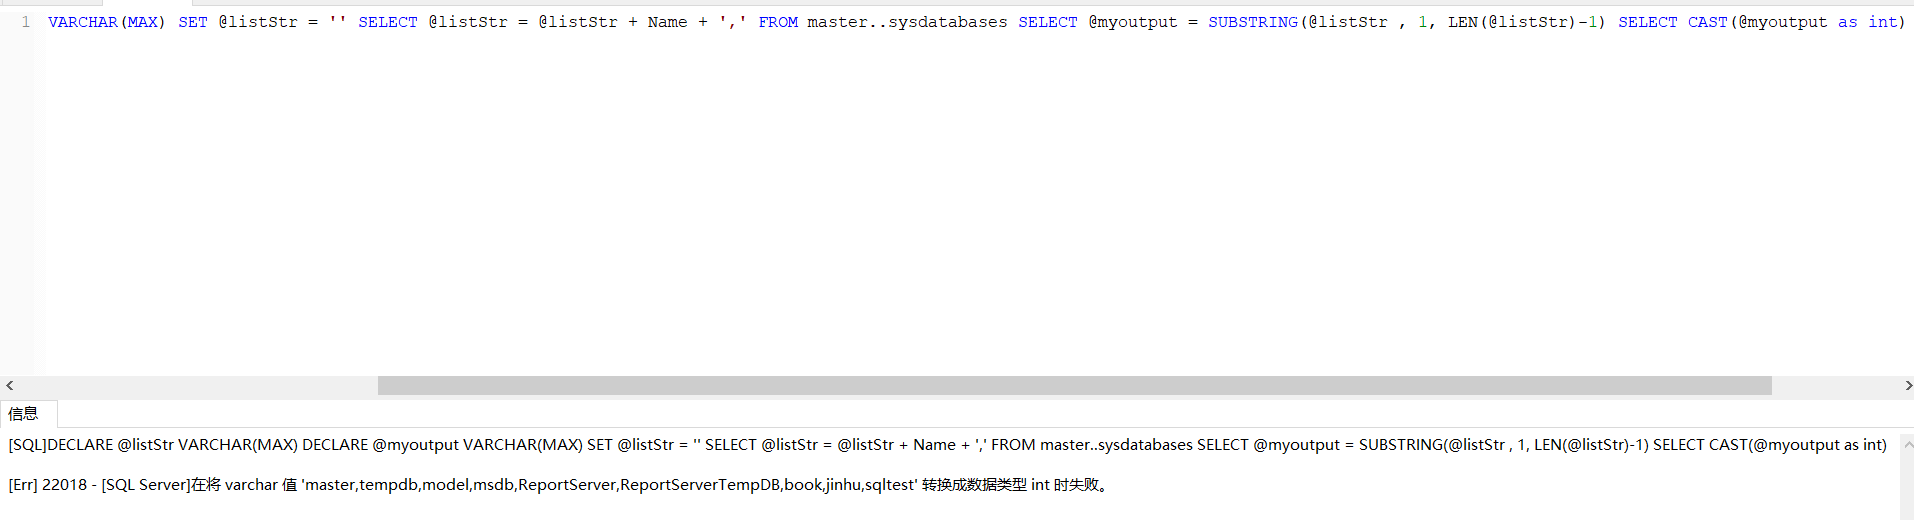 1 VARCHAR(MAX) SET @listStr = '' SELECT @listStr = @listStr + Name + ',' FROM master..sysdatabases SELECT @myoutput = SUBSTRING(@listStr , 1, LEN(@listStr)-1) SELECT CAST(@myoutput as int)
信息
[SQL]DECLARE @listStr VARCHAR(MAX) DECLARE @myoutput VARCHAR(MAX) SET @listStr = '' SELECT @listStr = @listStr + Name + ',' FROM master..sysdatabases SELECT @myoutput = SUBSTRING(@listStr , 1, LEN(@listStr)-1) SELECT CAST(@myoutput as int)
[Err] 22018 - [SQL Server]在将 varchar 值 'master,tempdb,model,msdb,ReportServer,ReportServerTempDB,book,jinhu,sqltest' 转换成数据类型 int 时失败。